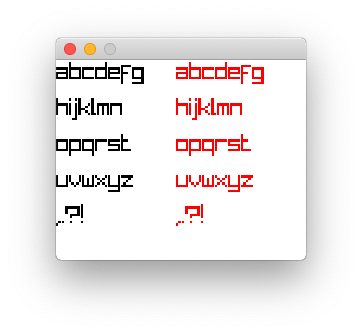 abcdefg abcdefg
hijklmn hijklmn
opqrst opqrst
uvwxyz uvwxyz
,.?! ,.?!